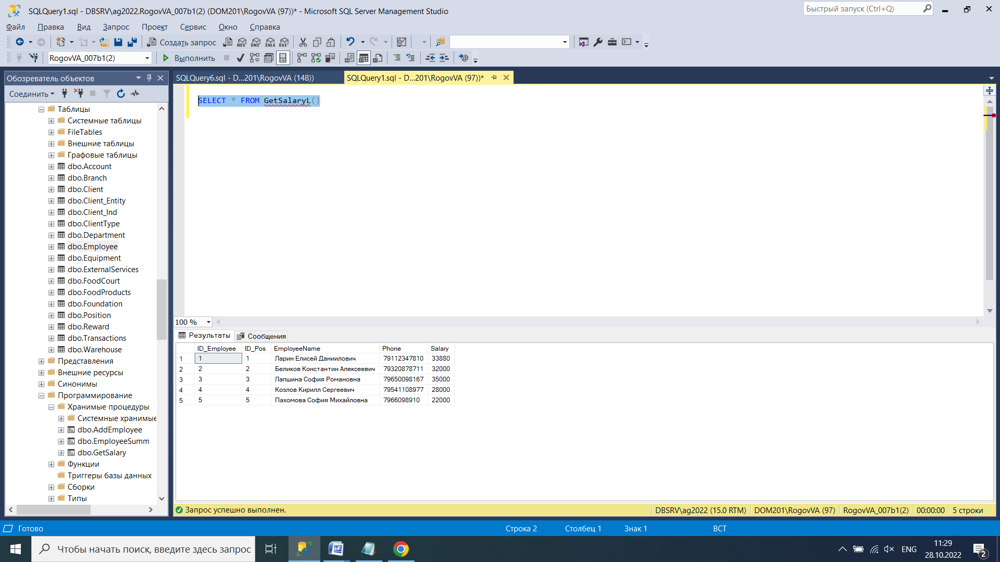 SQLQuery1.sql - DBSRV\ag2022.RogovVA_007b1(2) (DOM201\RogovVA (97))* - Microsoft SQL Server Management Studio
Быстрый запуск (Ctrl+Q)
Файл Правка Вид Запрос Проект Сервис Окно Справка
Создать запрос MDX DMX XMLA DAX
RogovVA_007b1(2) Выполнить
Обозреватель объектов
Соединить
Таблицы
Системные таблицы
FileTables
Внешние таблицы
Графовые таблицы
dbo.Account
dbo.Branch
dbo.Client
dbo.Client_Entity
dbo.Client_Ind
dbo.ClientType
dbo.Department
dbo.Employee
dbo.Equipment
dbo.ExternalServices
dbo.FoodCourt
dbo.FoodProducts
dbo.Foundation
dbo.Position
dbo.Reward
dbo.Transactions
dbo.Warehouse
Представления
Внешние ресурсы
Синонимы
Программирование
Хранимые процедуры
Системные хранимые
dbo.AddEmployee
dbo.EmployeeSumm
dbo.GetSalary
Функции
Триггеры базы данных
Сборки
Типы
SQLQuery6.sql - D...201\RogovVA (148)) SQLQuery1.sql - D...201\RogovVA (97))*
SELECT * FROM GetSalaryL()
100 %
Результаты Сообщения
ID_Employee ID_Pos EmployeeName Phone Salary
1 1 1 Ларин Елисей Даниилович 79112347810 33880
2 2 2 Беликов Константин Алексеевич 79320878711 32000
3 3 3 Лапшина София Романовна 79650098167 35000
4 4 4 Козлов Кирилл Сергеевич 79541108977 28000
5 5 5 Пахомова София Михайловна 7966098910 22000
Запрос успешно выполнен. DBSRV\ag2022 (15.0 RTM) DOM201\RogovVA (97) RogovVA_007b1(2) 00:00:00 5 строки
Готово Строка 2 Столбец 1 Знак 1 ВСТ
Чтобы начать поиск, введите здесь запрос
ENG
11:29
28.10.2022
2